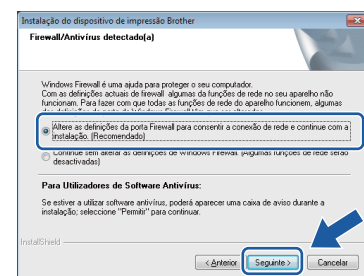 Instalação do dispositivo de impressão Brother
Firewall/Antivírus detectado(a)
Windows Firewall é uma ajuda para proteger o seu computador.
Com as definições actuais de firewall algumas da funções de rede no seu aparelho não
funcionam. Para fazer com que todas as funções de rede do aparelho funcionem, algumas
Altere as definições da porta Firewall para consentir a conexão de rede e continue com a
instalação. (Recomendado)
Continue sem alterar as definições de Windows Firewall. (Algumas funções de rede serão
desactivadas)
Para Utilizadores de Software Antivírus:
Se estiver a utilizar software antivírus, poderá aparecer uma caixa de aviso durante a
instalação; seleccione "Permitir" para continuar.
InstallShield
< Anterior
Seguinte >
Cancelar